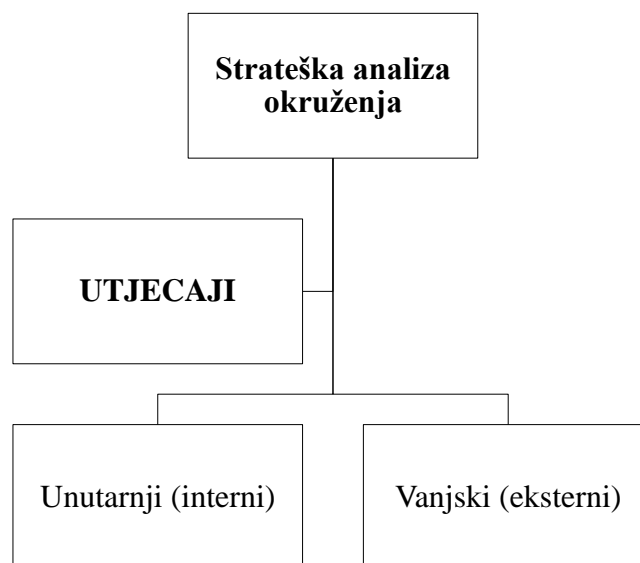 Strateška analiza
okruženja
UTJECAJI
Unutarnji (interni)
Vanjski (eksterni)